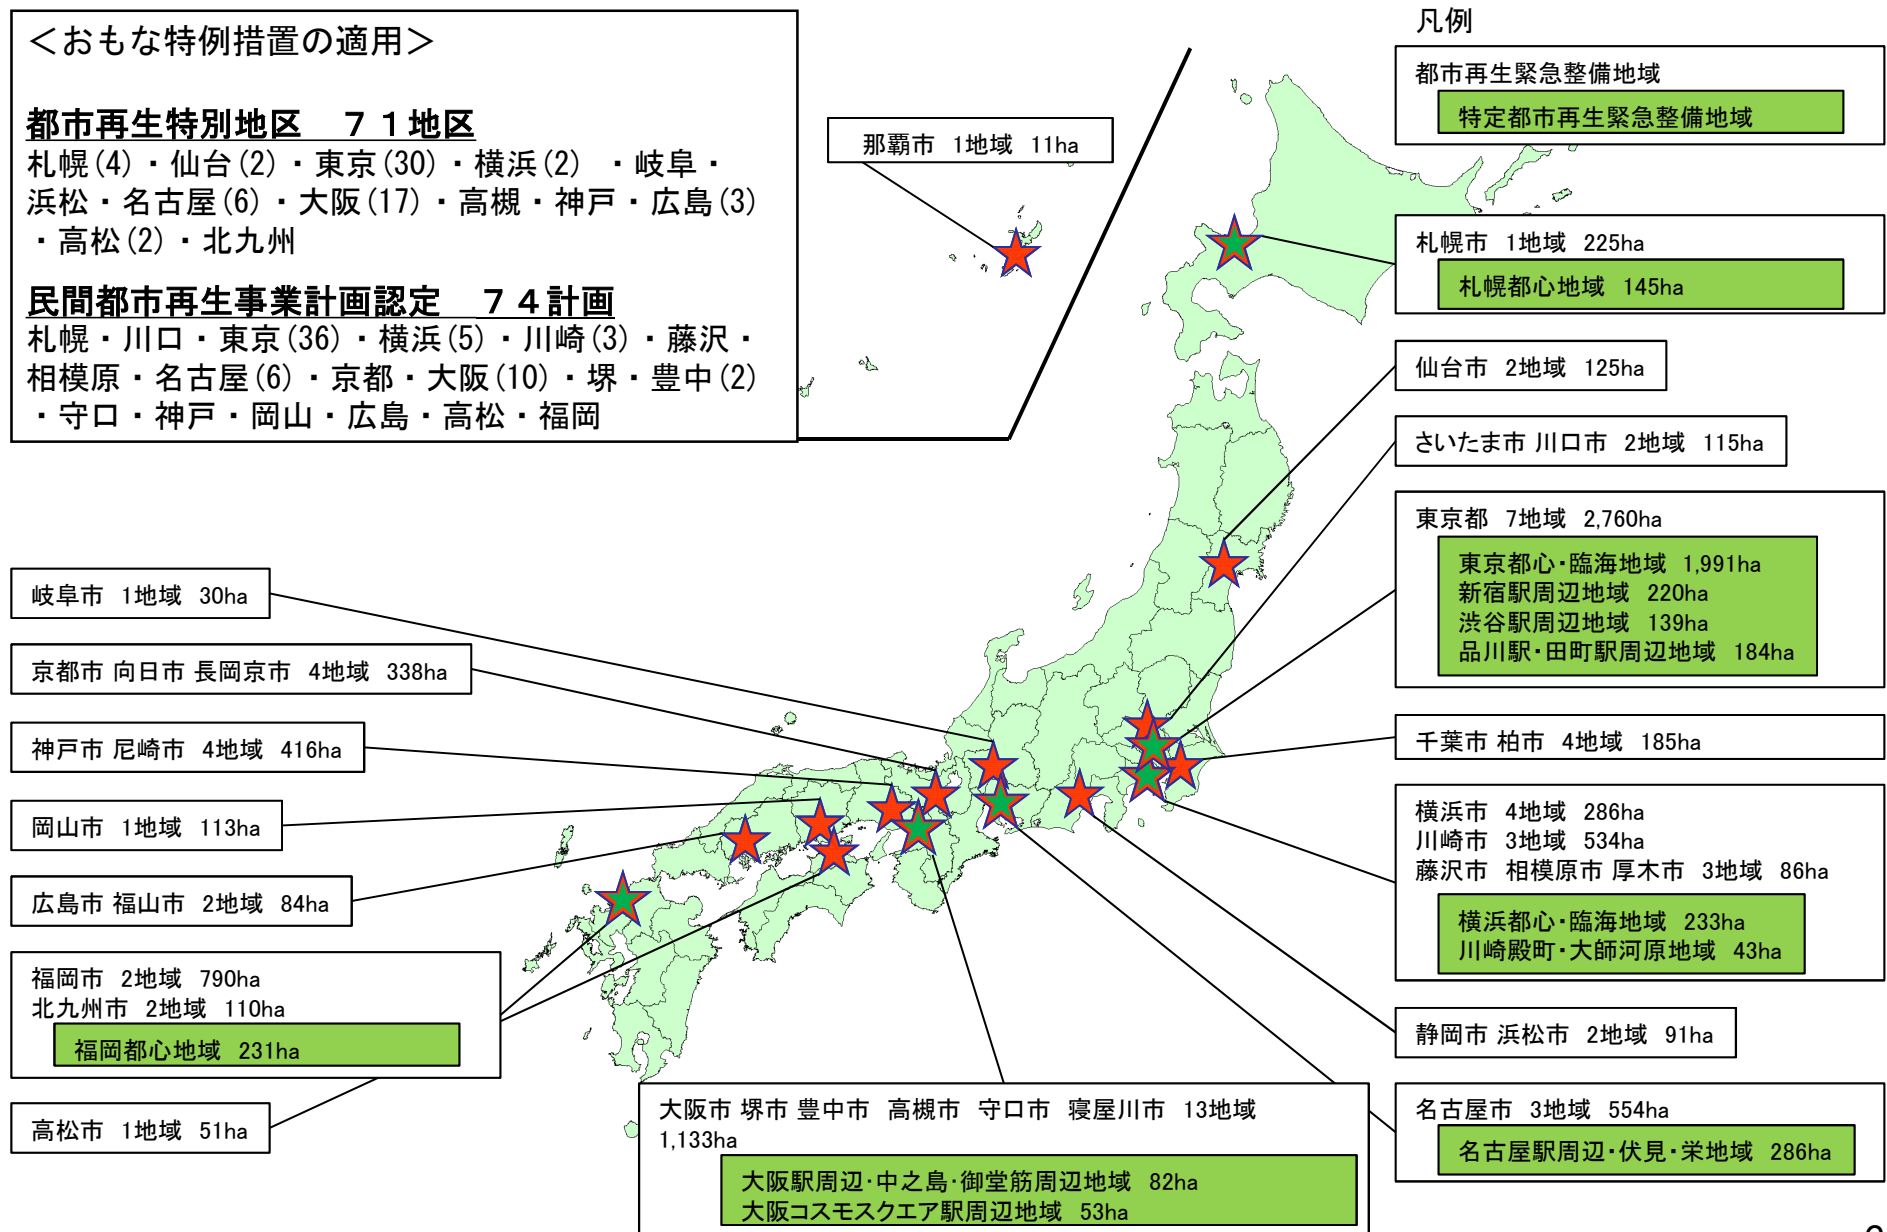 ＜おもな特例措置の適用＞
都市再生特別地区　７１地区
札幌(4)・仙台(2)・東京(30)・横浜(2) ・岐阜・
浜松・名古屋(6)・大阪(17)・高槻・神戸・広島(3)
・高松(2)・北九州
民間都市再生事業計画認定　７４計画
札幌・川口・東京(36)・横浜(5)・川崎(3)・藤沢・
相模原・名古屋(6)・京都・大阪(10)・堺・豊中(2)
・守口・神戸・岡山・広島・高松・福岡
凡例
都市再生緊急整備地域
特定都市再生緊急整備地域
那覇市 1地域 11ha
札幌市 1地域 225ha
札幌都心地域 145ha
仙台市 2地域 125ha
さいたま市 川口市 2地域 115ha
東京都 7地域 2,760ha
東京都心・臨海地域 1,991ha
新宿駅周辺地域 220ha
渋谷駅周辺地域 139ha
品川駅・田町駅周辺地域 184ha
千葉市 柏市 4地域 185ha
横浜市 4地域 286ha
川崎市 3地域 534ha
藤沢市 相模原市 厚木市 3地域 86ha
横浜都心・臨海地域 233ha
川崎殿町・大師河原地域 43ha
静岡市 浜松市 2地域 91ha
名古屋市 3地域 554ha
名古屋駅周辺・伏見・栄地域 286ha
岐阜市 1地域 30ha
京都市 向日市 長岡京市 4地域 338ha
神戸市 尼崎市 4地域 416ha
岡山市 1地域 113ha
広島市 福山市 2地域 84ha
福岡市 2地域 790ha
北九州市 2地域 110ha
福岡都心地域 231ha
高松市 1地域 51ha
大阪市 堺市 豊中市 高槻市 守口市 寝屋川市 13地域
1,133ha
大阪駅周辺・中之島・御堂筋周辺地域 82ha
大阪コスモスクエア駅周辺地域 53ha